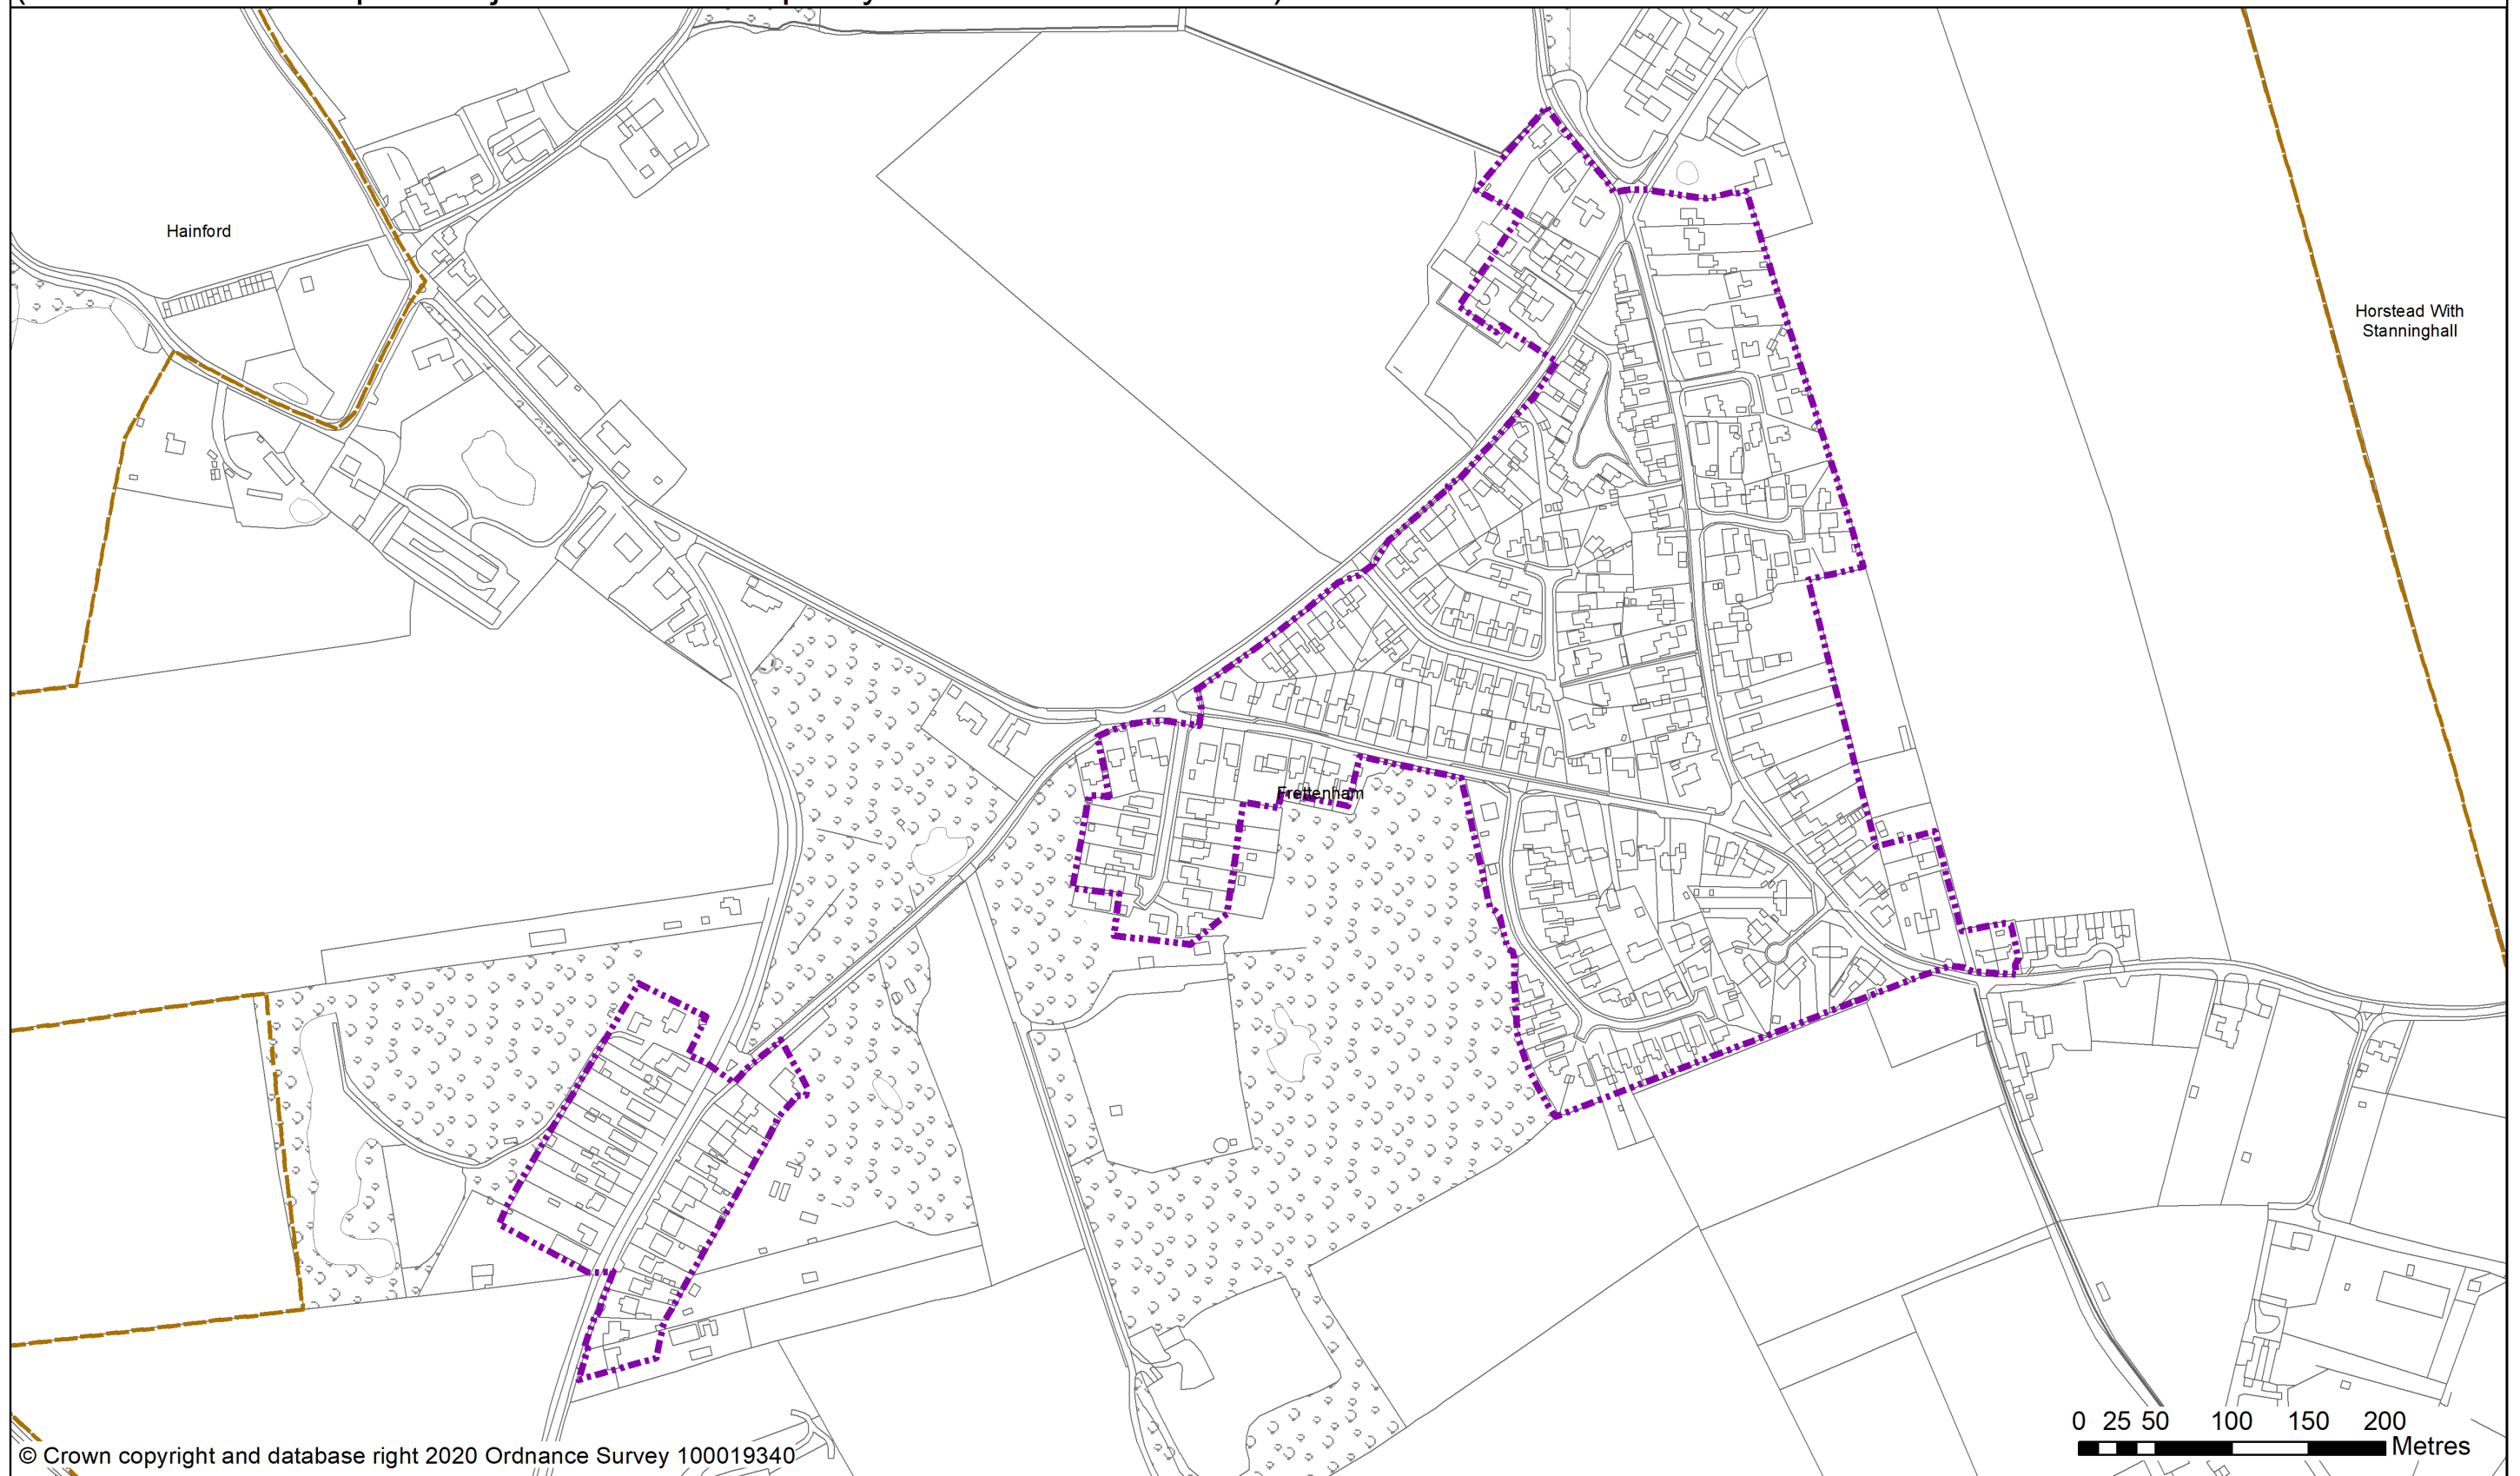 Hainford
Horstead With
Stanninghall
Frettenham
0 25 50 100 150 200
Metres
© Crown copyright and database right 2020 Ordnance Survey 100019340